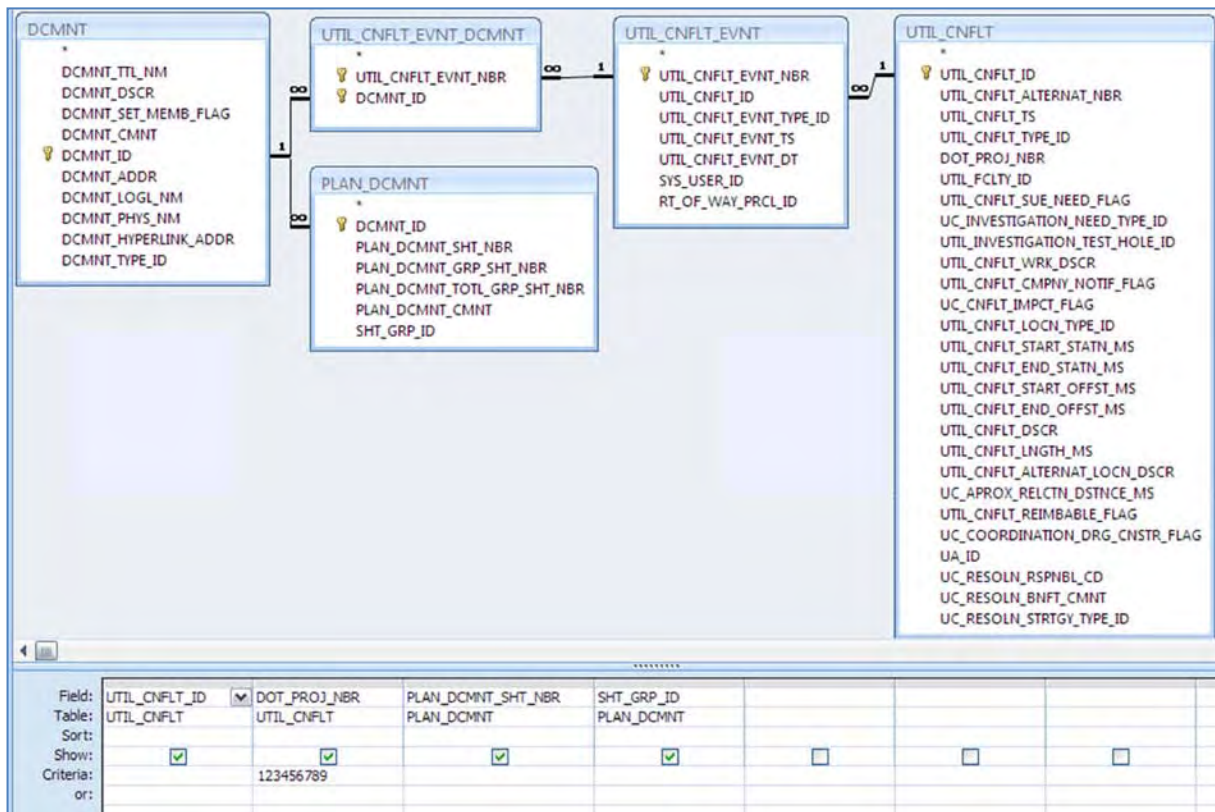 DCMNT
*
DCMNT_TTL_NM
DCMNT_DSCR
DCMNT_SET_MEMB_FLAG
DCMNT_CMNT
DCMNT_ID
DCMNT_ADDR
DCMNT_LOGL_NM
DCMNT_PHYS_NM
DCMNT_HYPERLINK_ADDR
DCMNT_TYPE_ID
1
∞
∞
UTIL_CNFLT_EVNT_DCMNT
*
UTIL_CNFLT_EVNT_NBR
DCMNT_ID
∞
1
PLAN_DCMNT
*
DCMNT_ID
PLAN_DCMNT_SHT_NBR
PLAN_DCMNT_GRP_SHT_NBR
PLAN_DCMNT_TOTL_GRP_SHT_NBR
PLAN_DCMNT_CMNT
SHT_GRP_ID
UTIL_CNFLT_EVNT
*
UTIL_CNFLT_EVNT_NBR
UTIL_CNFLT_ID
UTIL_CNFLT_EVNT_TYPE_ID
UTIL_CNFLT_EVNT_TS
UTIL_CNFLT_EVNT_DT
SYS_USER_ID
RT_OF_WAY_PRCL_ID
∞
1
UTIL_CNFLT
*
UTIL_CNFLT_ID
UTIL_CNFLT_ALTERNAT_NBR
UTIL_CNFLT_TS
UTIL_CNFLT_TYPE_ID
DOT_PROJ_NBR
UTIL_FCLTY_ID
UTIL_CNFLT_SUE_NEED_FLAG
UC_INVESTIGATION_NEED_TYPE_ID
UTIL_INVESTIGATION_TEST_HOLE_ID
UTIL_CNFLT_WRK_DSCR
UTIL_CNFLT_CMPNY_NOTIF_FLAG
UC_CNFLT_IMPCT_FLAG
UTIL_CNFLT_LOCN_TYPE_ID
UTIL_CNFLT_START_STATN_MS
UTIL_CNFLT_END_STATN_MS
UTIL_CNFLT_START_OFFST_MS
UTIL_CNFLT_END_OFFST_MS
UTIL_CNFLT_DSCR
UTIL_CNFLT_LNGTH_MS
UTIL_CNFLT_ALTERNAT_LOCN_DSCR
UC_APROX_RELCTN_DSTNCE_MS
UTIL_CNFLT_REIMBABLE_FLAG
UC_COORDINATION_DRG_CNSTR_FLAG
UA_ID
UC_RESOLN_RSPNBL_CD
UC_RESOLN_BNFT_CMNT
UC_RESOLN_STRTGY_TYPE_ID
Field: UTIL_CNFLT_ID DOT_PROJ_NBR PLAN_DCMNT_SHT_NBR SHT_GRP_ID
Table: UTIL_CNFLT UTIL_CNFLT PLAN_DCMNT PLAN_DCMNT
Sort:
Show:
Criteria: 123456789
or: